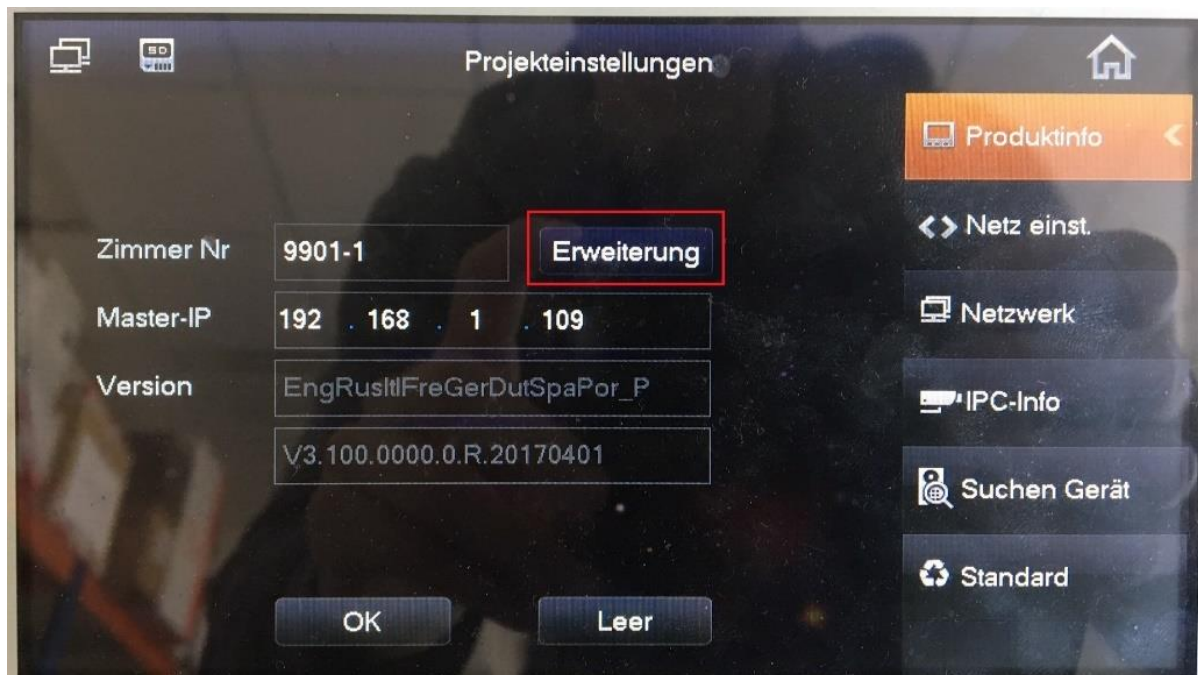 SD
Projekteinstellungen
Produktinfo
Netz einst.
Zimmer Nr 9901-1 Erweiterung
Master-IP 192 . 168 . 1 . 109
Netzwerk
Version EngRusItlFreGerDutSpaPor_P
IPC-Info
V3.100.0000.0.R.20170401
Suchen Gerät
Standard
OK Leer